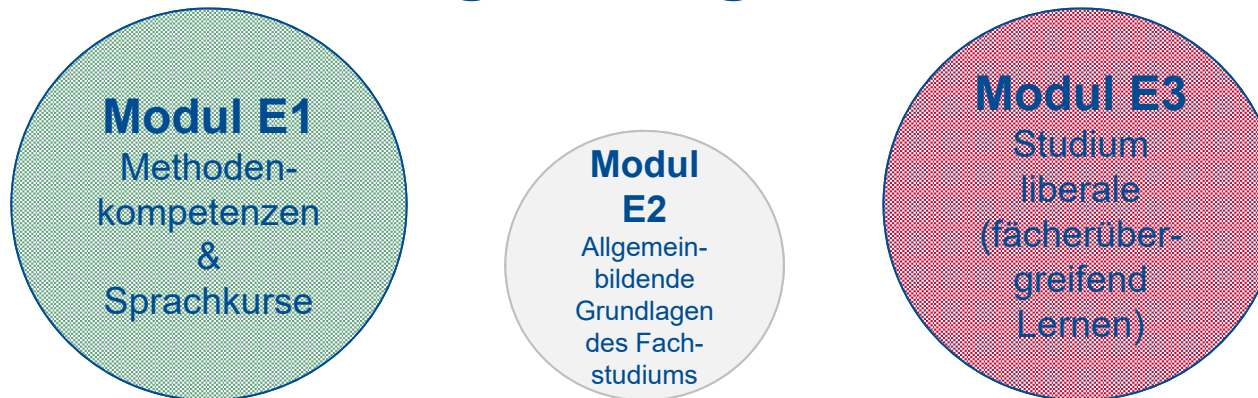 Modul E1
Methoden-
kompetenzen
&
Sprachkurse
Modul
E2
Allgemein-
bildende
Grundlagen
des Fach-
studiums
Modul E3
Studium
liberale
(fächerüber-
greifend
Lernen)